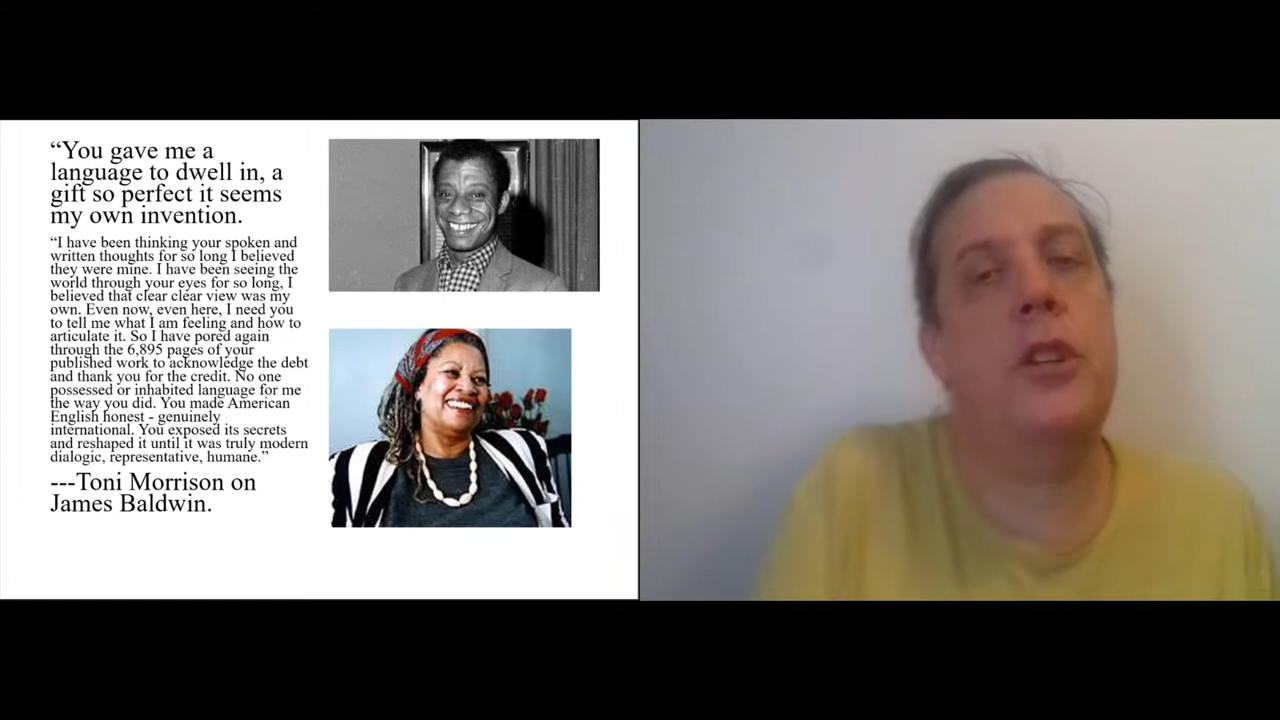 “You gave me a
language to dwell in, a
gift so perfect it seems
my own invention.
“I have been thinking your spoken and
written thoughts for so long I believed
they were mine. I have been seeing the
world through your eyes for so long, I
believed that clear clear view was my
own. Even now, even here, I need you
to tell me what I am feeling and how to
articulate it. So I have pored again
through the 6,895 pages of your
published work to acknowledge the debt
and thank you for the credit. No one
possessed or inhabited language for me
the way you did. You made American
English honest - genuinely
international. You exposed its secrets
and reshaped it until it was truly modern
dialogic, representative, humane.”
---Toni Morrison on
James Baldwin.